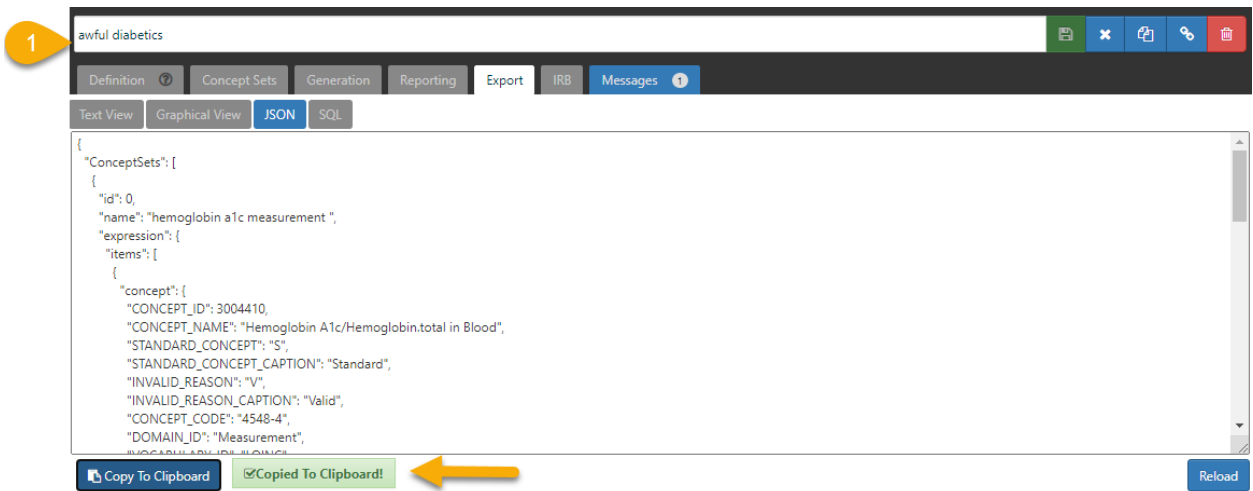 1
awful diabetics
Definition Concept Sets Generation Reporting Export IRB Messages 1
Text View Graphical View JSON SQL
{
"ConceptSets": [
{
"id": 0,
"name": "hemoglobin a1c measurement ",
"expression": {
"items": [
{
"concept": {
"CONCEPT_ID": 3004410,
"CONCEPT_NAME": "Hemoglobin A1c/Hemoglobin.total in Blood",
"STANDARD_CONCEPT": "S",
"STANDARD_CONCEPT_CAPTION": "Standard",
"INVALID_REASON": "V",
"INVALID_REASON_CAPTION": "Valid",
"CONCEPT_CODE": "4548-4",
"DOMAIN_ID": "Measurement",
"VOCABULARY_ID": "LOINC"
Copy To Clipboard Copied To Clipboard! Reload